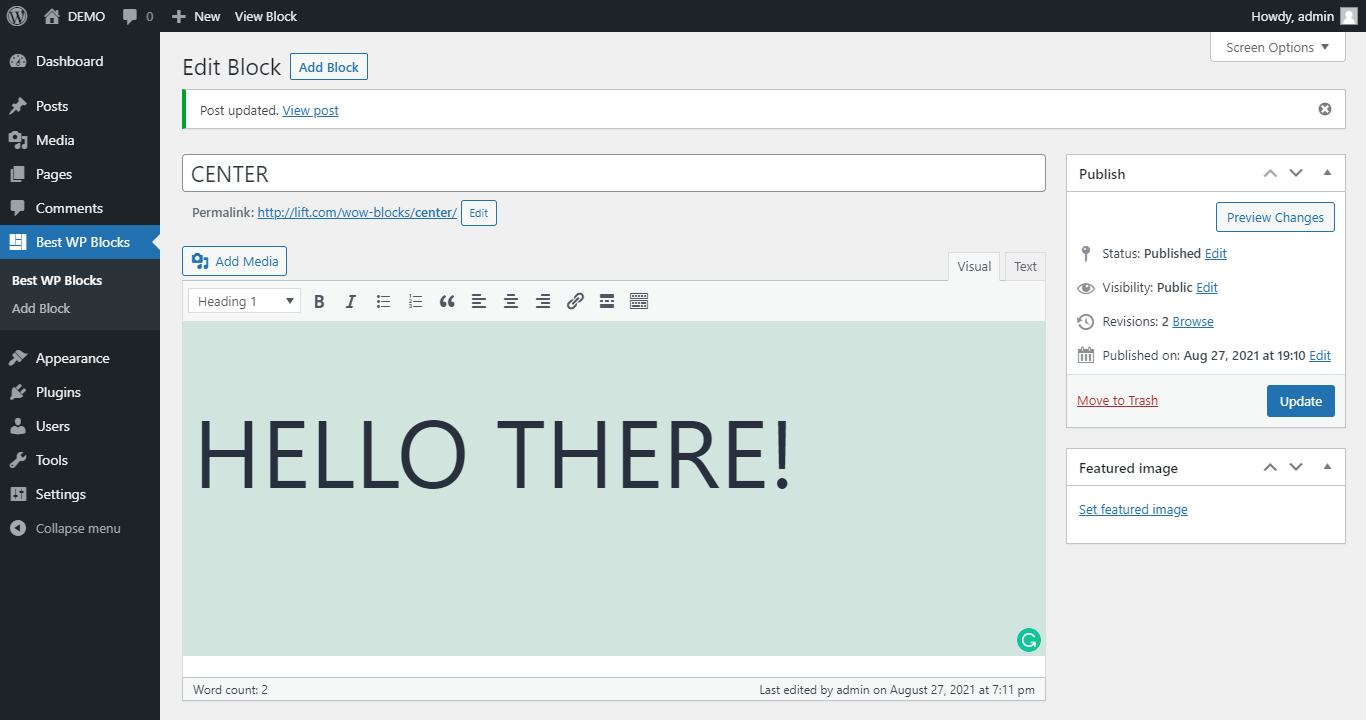 DEMO 0 New View Block Howdy, admin
Screen Options
Dashboard
Posts
Media
Pages
Comments
Best WP Blocks
Best WP Blocks
Add Block
Appearance
Plugins
Users
Tools
Settings
Collapse menu
Edit Block Add Block
Post updated. View post
CENTER
Permalink: http://lift.com/wow-blocks/center/ Edit
Add Media
Visual Text
Heading 1
HELLO THERE!
Word count: 2
Last edited by admin on August 27, 2021 at 7:11 pm
Publish
Preview Changes
Status: Published Edit
Visibility: Public Edit
Revisions: 2 Browse
Published on: Aug 27, 2021 at 19:10 Edit
Move to Trash Update
Featured image
Set featured image